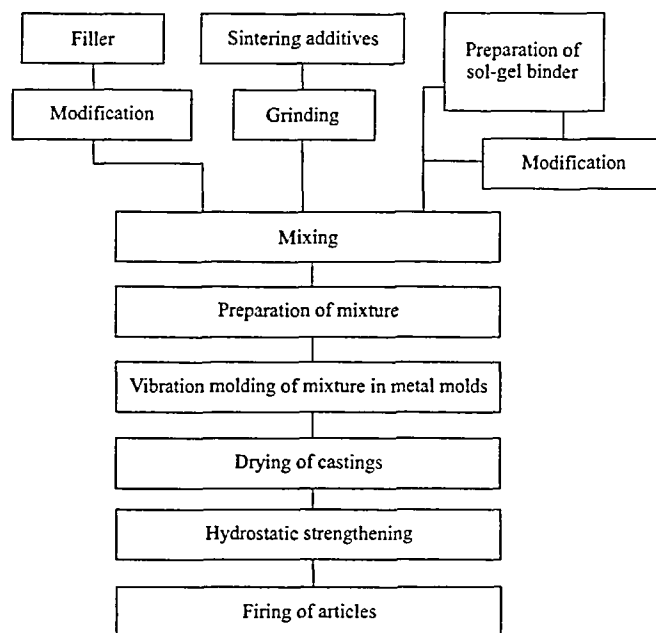 Filler
Sintering additives
Preparation of
sol-gel binder
Modification
Grinding
Modification
Mixing
Preparation of mixture
Vibration molding of mixture in metal molds
Drying of castings
Hydrostatic strengthening
Firing of articles